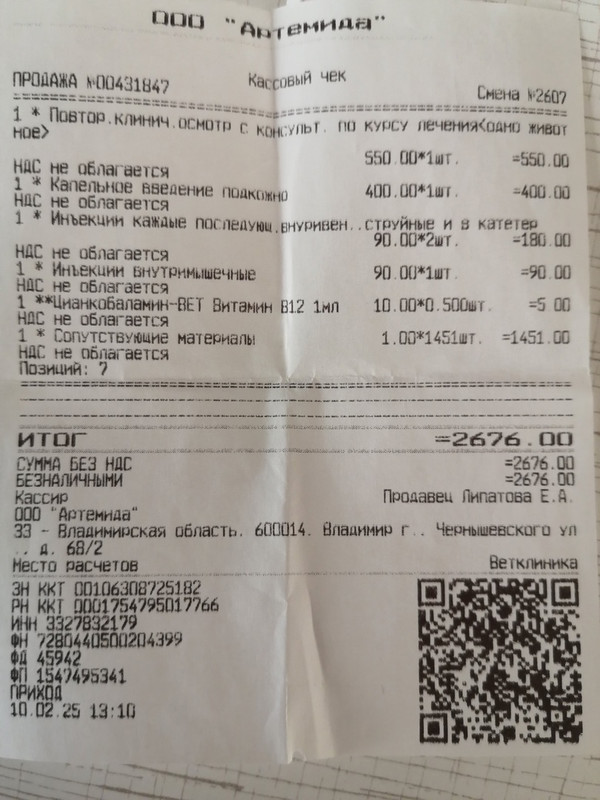 ООО "Артемида"
Кассовый чек
ПРОДАЖА №00431847
Смена №2607
1 * Повтор.клинич.осмотр с консульт. по курсу лечения<одно живот
ное>
550.00*1шт. =550.00
НДС не облагается
1 * Капельное введение подкожно 400.00*1шт. =400.00
НДС не облагается
1 * Инъекции каждые последующ.внуривен..струйные и в катетер
90.00*2шт. =180.00
НДС не облагается
1 * Инъекции внутримышечные 90.00*1шт. =90.00
НДС не облагается
1 **Цианкобаламин-ВЕТ Витамин В12 1мл 10.00*0.500шт. =5 00
НДС не облагается
1 * Сопутствующие материалы 1.00*1451шт. =1451.00
НДС не облагается
Позиций: 7
ИТОГ =2676.00
СУММА БЕЗ НДС =2676.00
БЕЗНАЛИЧНЫМИ =2676.00
Кассир Продавец Липатова Е.А.
ООО "Артемида"
33 - Владимирская область. 600014. Владимир г.. Чернышевского ул
.. д. 68/2
Место расчетов Ветклиника
ЗН ККТ 00106308725182
РН ККТ 0001754795017766
ИНН 3327832179
ФН 7280440500204399
ФД 45942
ФП 1547495341
ПРИХОД
10.02.25 13:10